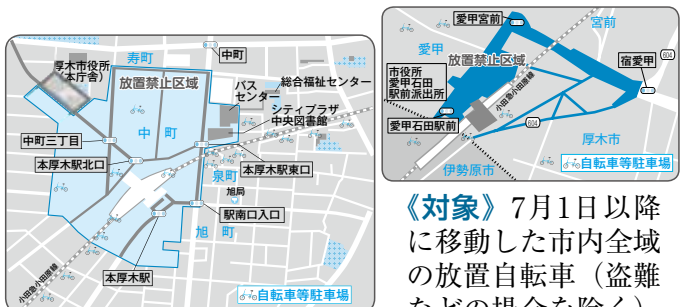 寿町
中町
厚木市役所
(本庁舎)
放置禁止区域
バス
センター
総合福祉センター
シティプラザ
中央図書館
中町
中町三丁目
本厚木駅北口
本厚木駅東口
泉町
旭局
駅南口入口
旭町
本厚木駅
小田急小田原線
自転車等駐車場
愛甲宮前
宮前
愛甲
放置禁止区域
宿愛甲
604
市役所
愛甲石田
駅前派出所
小田急小田原線
愛甲石田駅前
604
厚木市
伊勢原市
自転車等駐車場
《対象》7月1日以降
に移動した市内全域
の放置自転車（盗難
などの場合を除く）